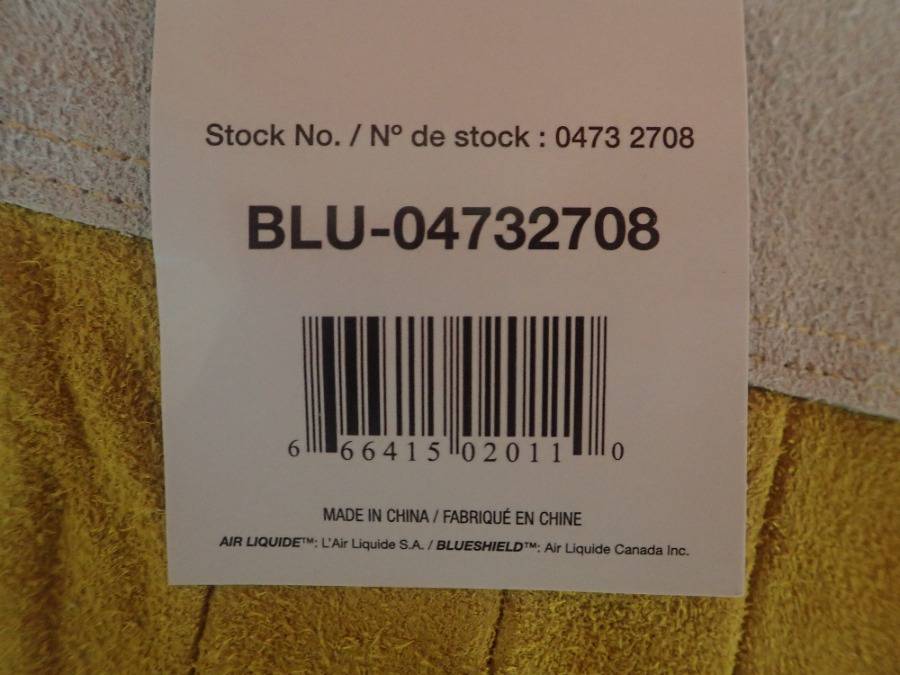 Stock No. / Nº de stock : 0473 2708
BLU-04732708
6 66415 02011 0
MADE IN CHINA / FABRIQUÉ EN CHINE
AIR LIQUIDE™: L'Air Liquide S.A. / BLUESHIELD™: Air Liquide Canada Inc.